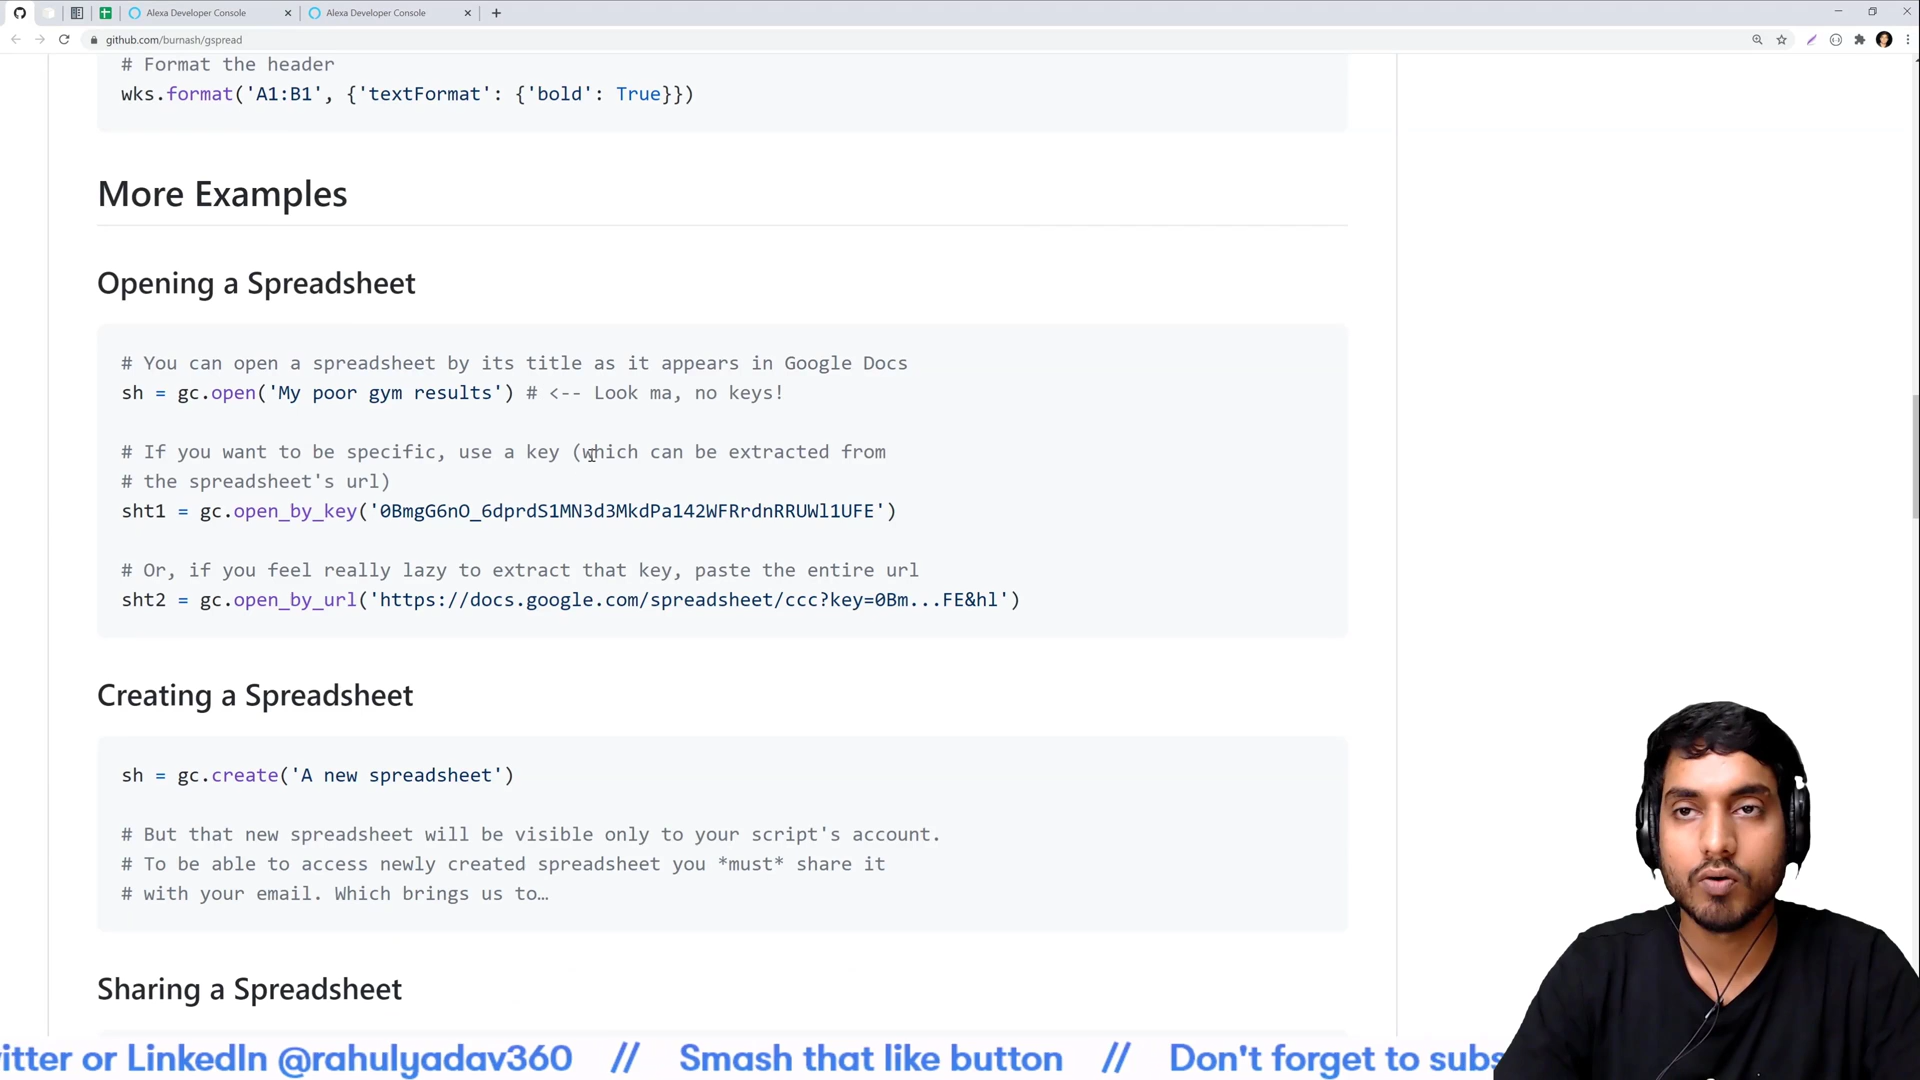 Alexa Developer Console
Alexa Developer Console
github.com/burnash/gspread
# Format the header
wks.format('A1:B1', {'textFormat': {'bold': True}})
More Examples
Opening a Spreadsheet
# You can open a spreadsheet by its title as it appears in Google Docs
sh = gc.open('My poor gym results') # <-- Look ma, no keys!
# If you want to be specific, use a key (which can be extracted from
# the spreadsheet's url)
sht1 = gc.open_by_key('0BmgG6nO_6dprdS1MN3d3MkdPa142WFRrdnRRUWl1UFE')
# Or, if you feel really lazy to extract that key, paste the entire url
sht2 = gc.open_by_url('https://docs.google.com/spreadsheet/ccc?key=0Bm...FE&hl')
Creating a Spreadsheet
sh = gc.create('A new spreadsheet')
# But that new spreadsheet will be visible only to your script's account.
# To be able to access newly created spreadsheet you *must* share it
# with your email. Which brings us to…
Sharing a Spreadsheet
itter or LinkedIn @rahulyadav360 // Smash that like button // Don't forget to subs